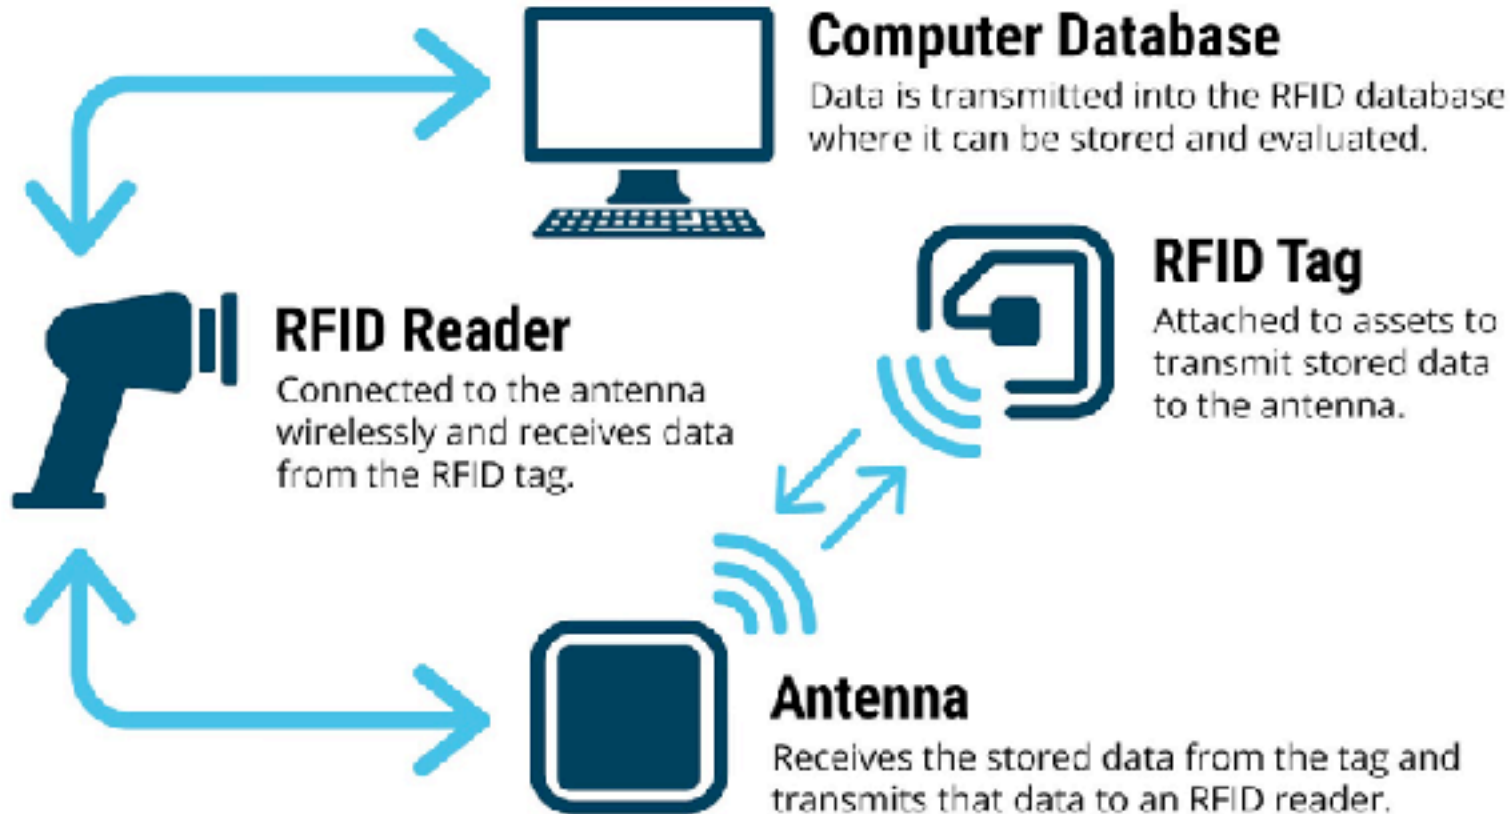 Computer Database
Data is transmitted into the RFID database
where it can be stored and evaluated.
RFID Tag
Attached to assets to
transmit stored data
to the antenna.
RFID Reader
Connected to the antenna
wirelessly and receives data
from the RFID tag.
Antenna
Receives the stored data from the tag and
transmits that data to an RFID reader.